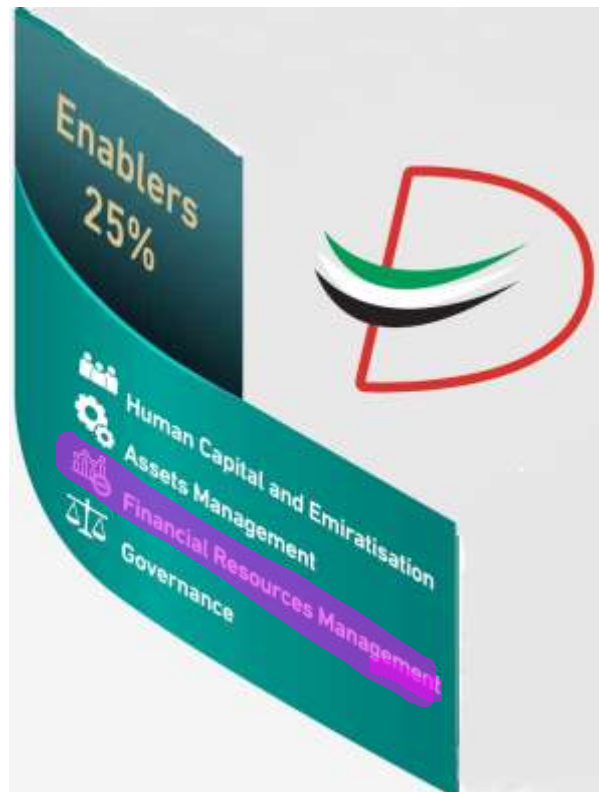 Enablers
25%
Human Capital and Emiratisation
Assets Management
Financial Resources Management
Governance